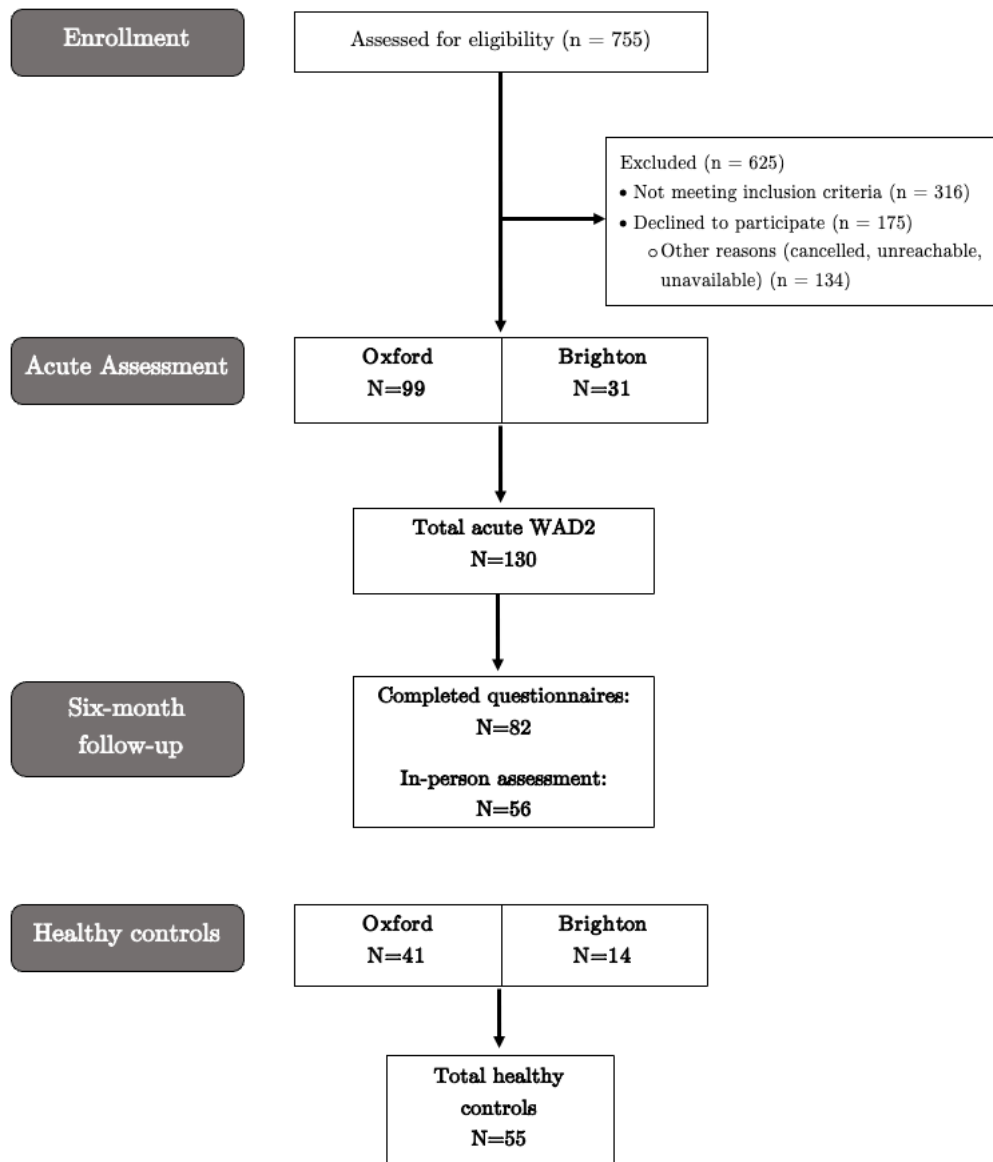 Enrollment
Assessed for eligibility (n = 755)
Excluded (n = 625)
• Not meeting inclusion criteria (n = 316)
• Declined to participate (n = 175)
○ Other reasons (cancelled, unreachable,
unavailable) (n = 134)
Acute Assessment
Oxford
N=99
Brighton
N=31
Total acute WAD2
N=130
Six-month
follow-up
Completed questionnaires:
N=82
In-person assessment:
N=56
Healthy controls
Oxford
N=41
Brighton
N=14
Total healthy
controls
N=55